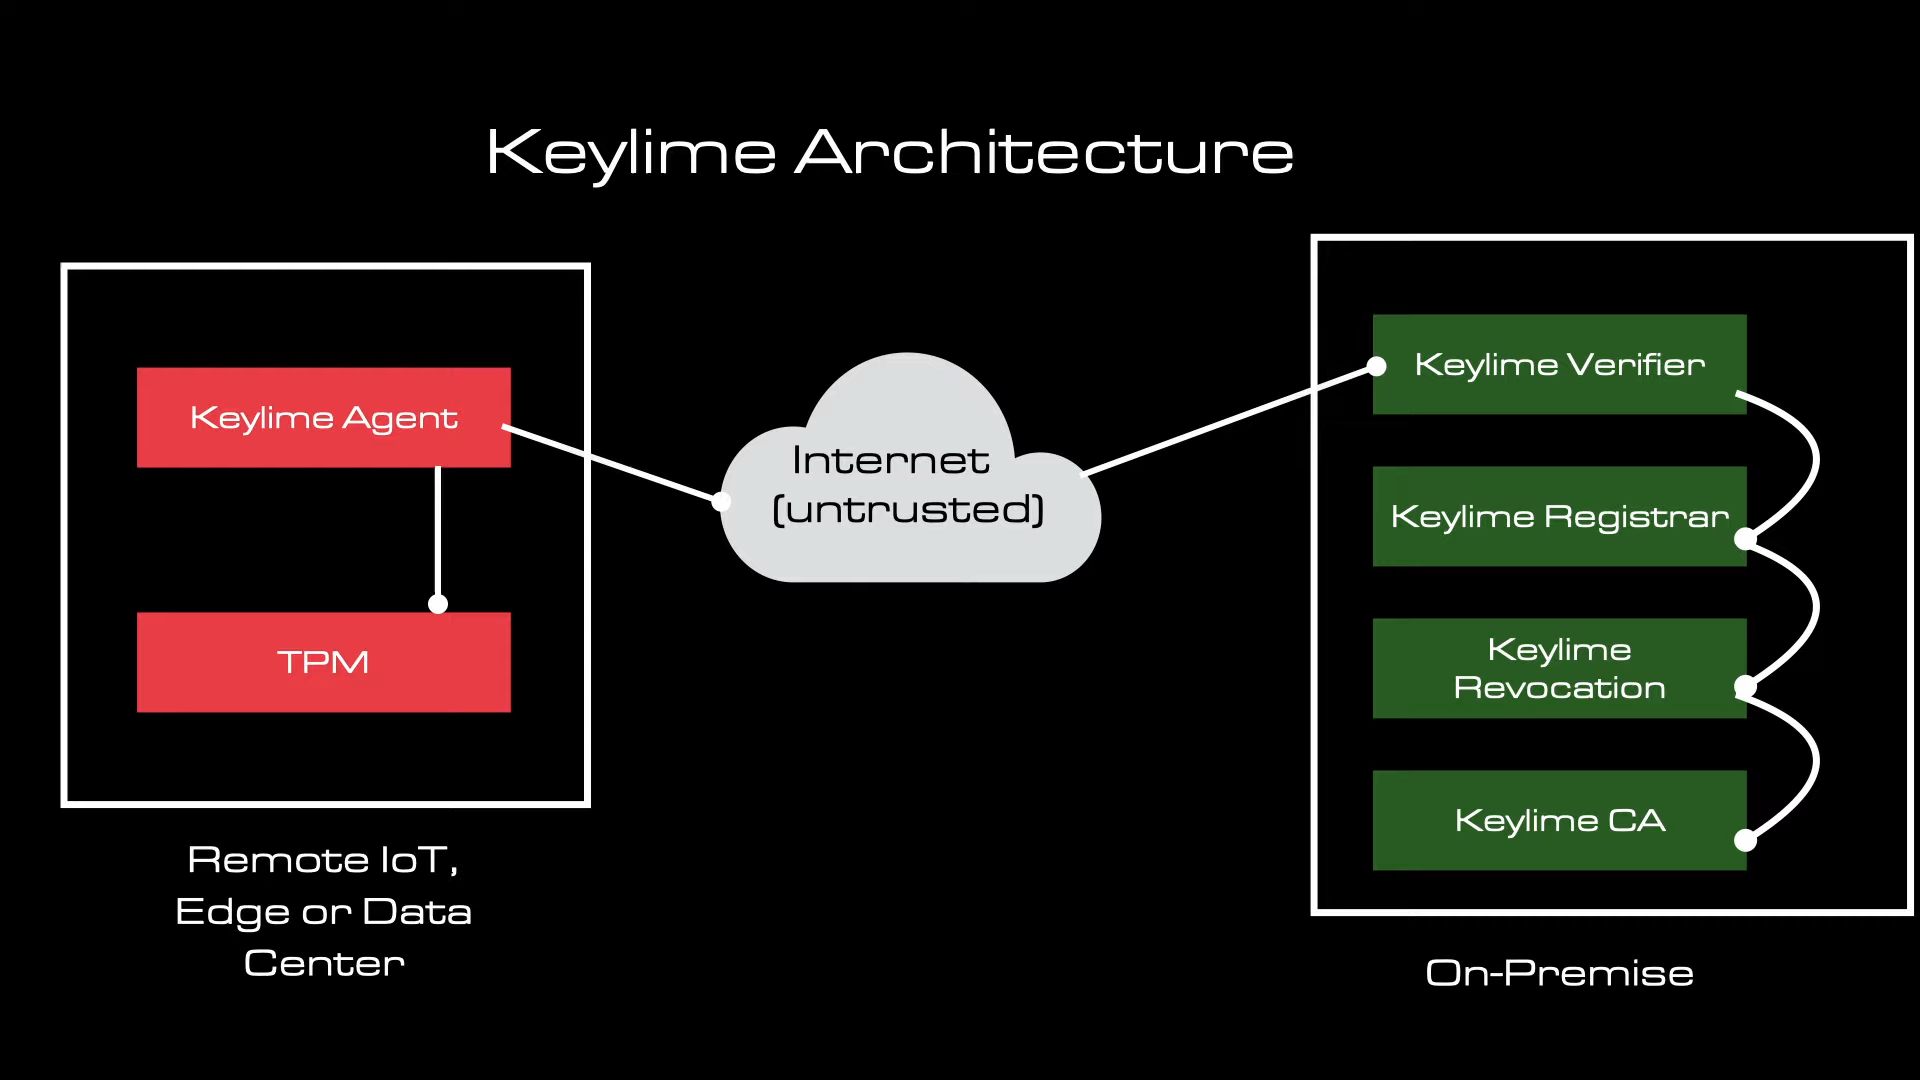 Keylime Architecture
Keylime Agent
TPM
Remote IoT,
Edge or Data
Center
Internet
(untrusted)
Keylime Verifier
Keylime Registrar
Keylime
Revocation
Keylime CA
On-Premise